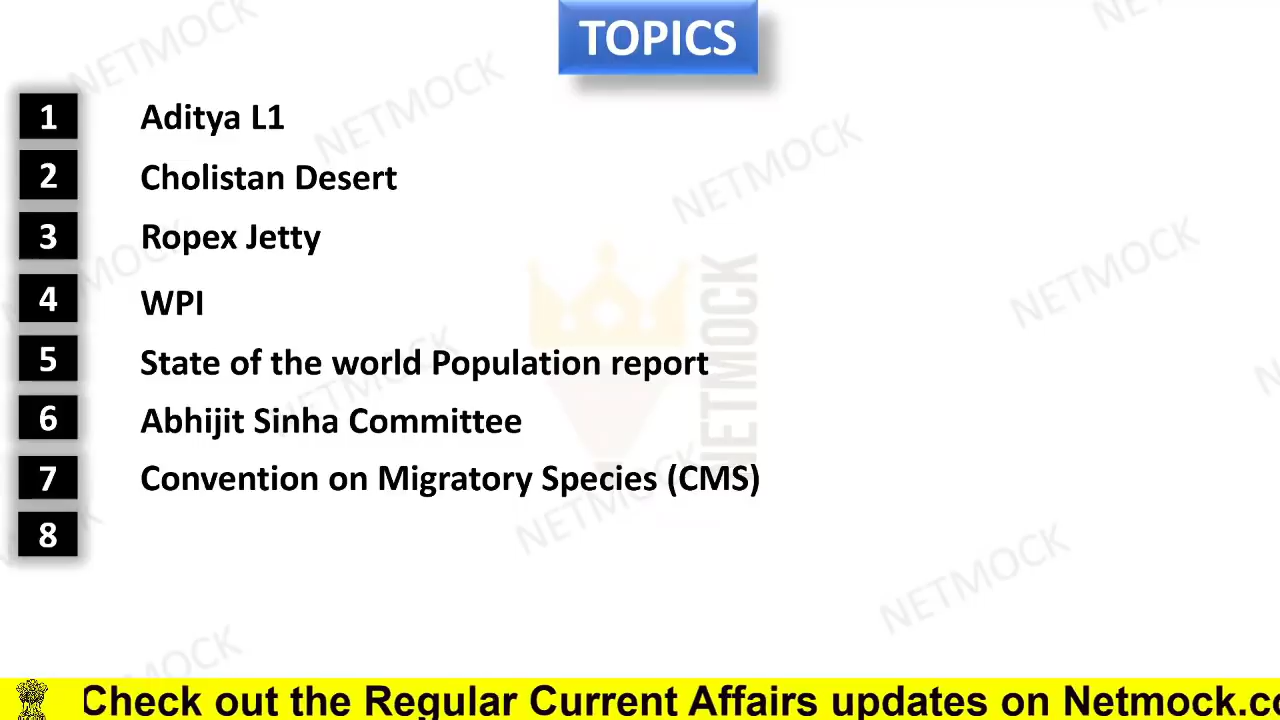 TOPICS
1 Aditya L1
2 Cholistan Desert
3 Ropex Jetty
4 WPI
5 State of the world Population report
6 Abhijit Sinha Committee
7 Convention on Migratory Species (CMS)
8
NETMOCK
Check out the Regular Current Affairs updates on Netmock.co